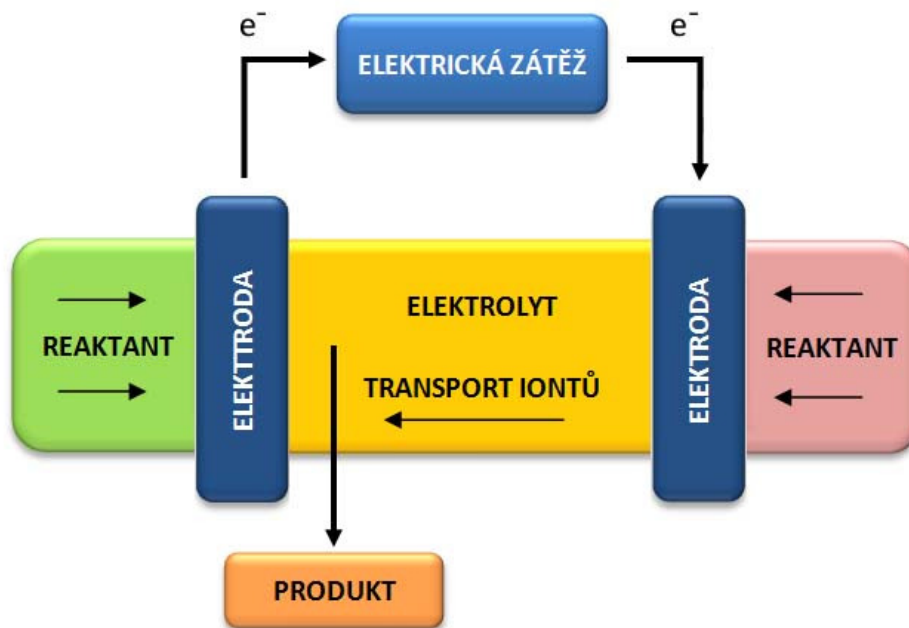 e⁻
e⁻
ELEKTRICKÁ ZÁTĚŽ
ELEKTTRODA
ELEKTROLYT
ELEKTRODA
REAKTANT
REAKTANT
TRANSPORT IONTŮ
PRODUKT